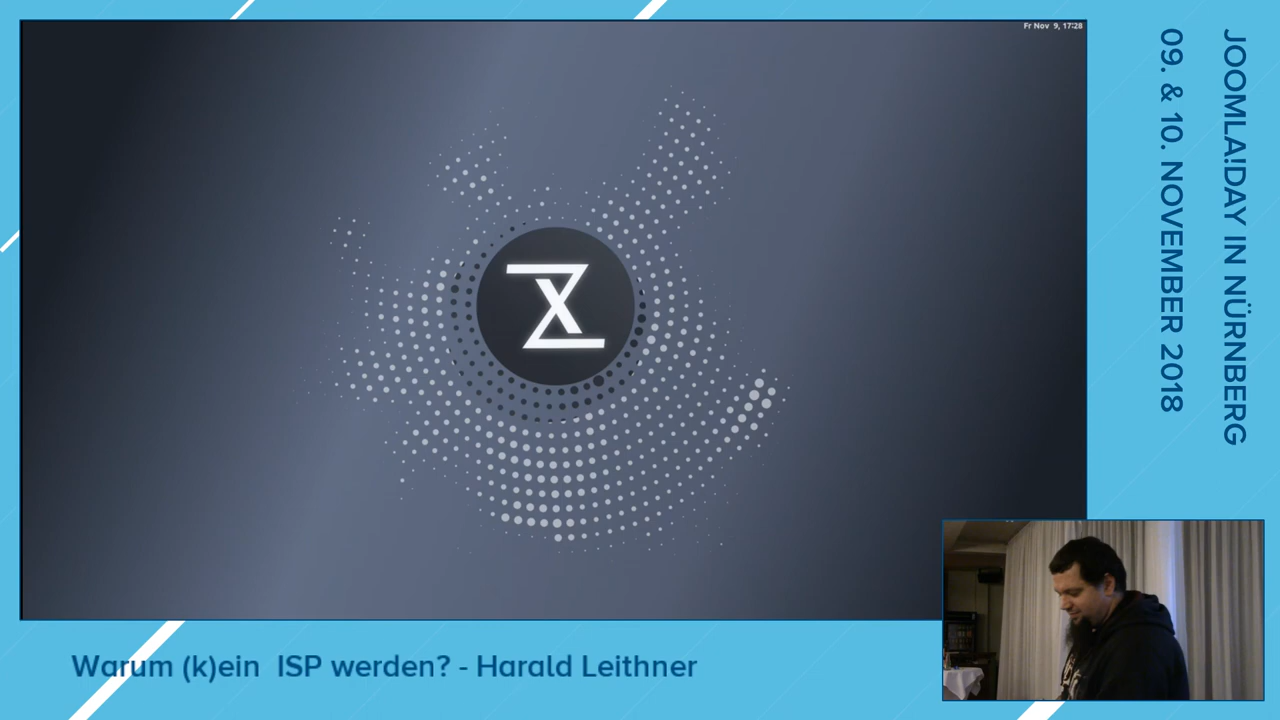 Fr Nov 9, 17:28
JOOMLA!DAY IN NÜRNBERG
09. & 10. NOVEMBER 2018
Warum (k)ein ISP werden? - Harald Leithner